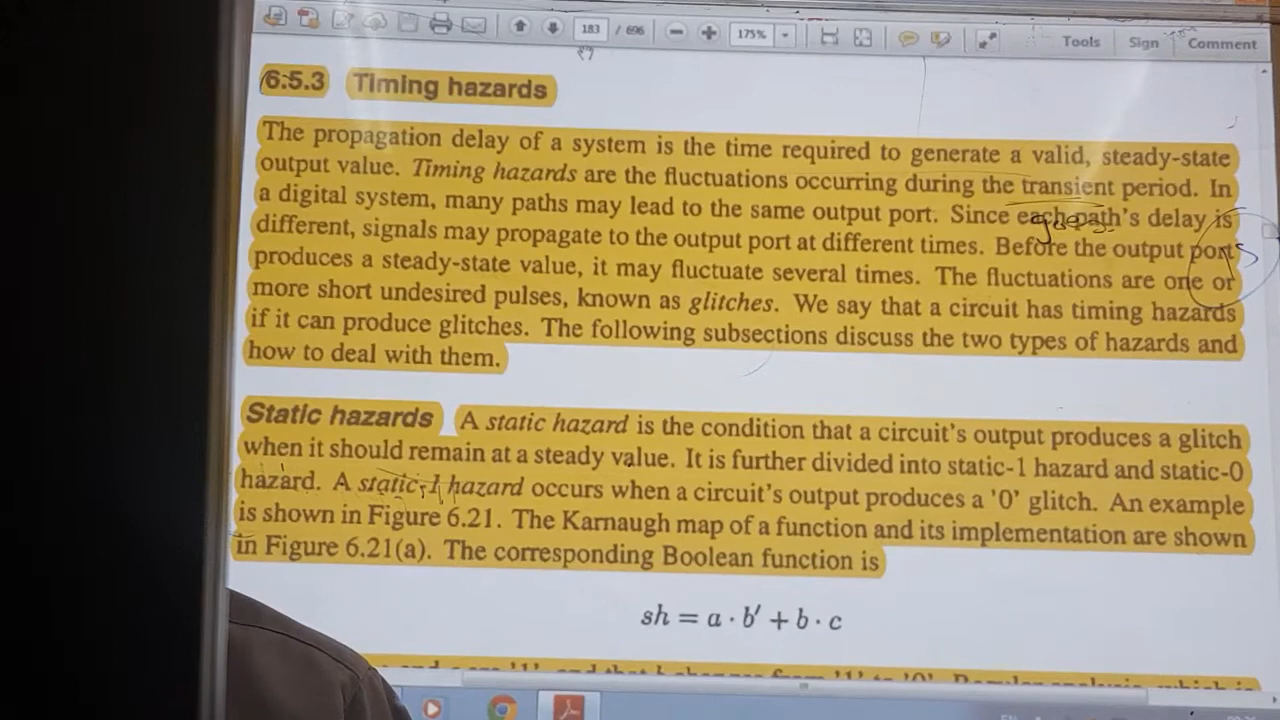 183 / 696
175%
Tools
Sign
Comment
6.5.3 Timing hazards
The propagation delay of a system is the time required to generate a valid, steady-state
output value. Timing hazards are the fluctuations occurring during the transient period. In
a digital system, many paths may lead to the same output port. Since each path's delay is
different, signals may propagate to the output port at different times. Before the output port
produces a steady-state value, it may fluctuate several times. The fluctuations are one or
more short undesired pulses, known as glitches. We say that a circuit has timing hazards
if it can produce glitches. The following subsections discuss the two types of hazards and
how to deal with them.
Static hazards A static hazard is the condition that a circuit's output produces a glitch
when it should remain at a steady value. It is further divided into static-1 hazard and static-0
hazard. A static-1 hazard occurs when a circuit's output produces a '0' glitch. An example
is shown in Figure 6.21. The Karnaugh map of a function and its implementation are shown
in Figure 6.21(a). The corresponding Boolean function is
sh = a · b′ + b · c